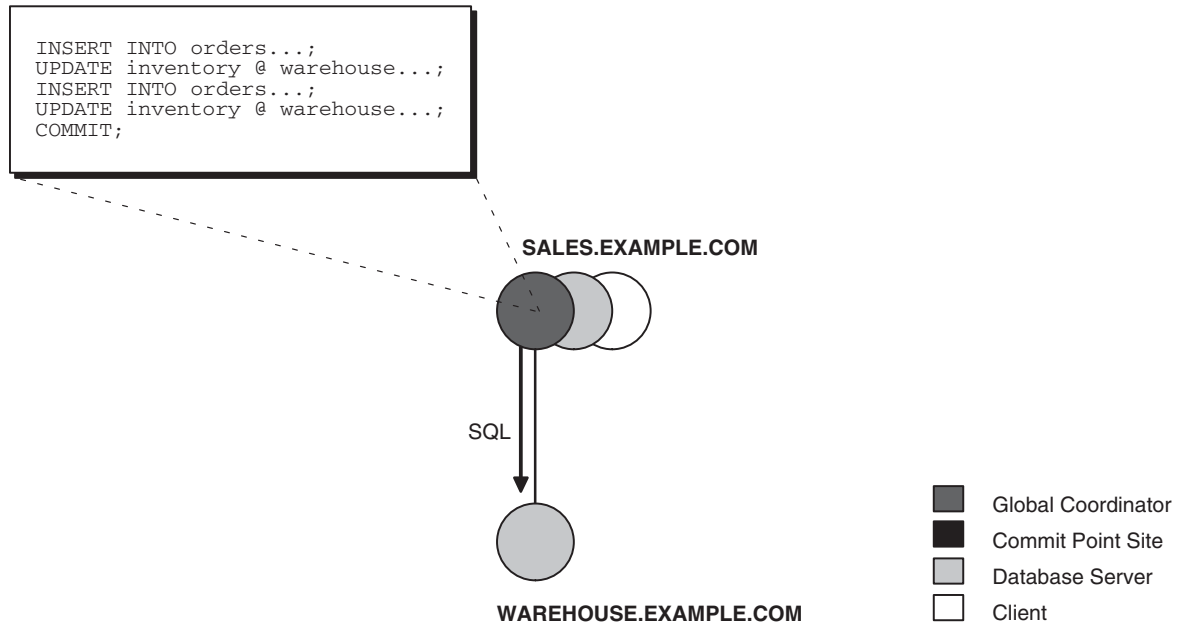 INSERT INTO orders...;
UPDATE inventory @ warehouse...;
INSERT INTO orders...;
UPDATE inventory @ warehouse...;
COMMIT;
SALES.EXAMPLE.COM
SQL
WAREHOUSE.EXAMPLE.COM
Global Coordinator
Commit Point Site
Database Server
Client